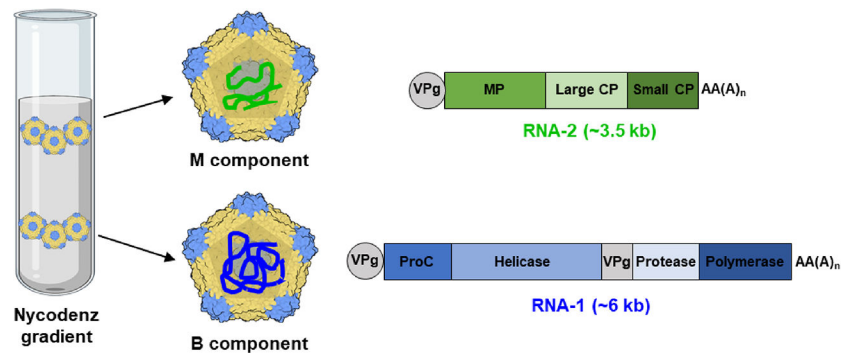 VPg MP Large CP Small CP AA(A)n
RNA-2 (~3.5 kb)
M component
VPg ProC Helicase VPg Protease Polymerase AA(A)n
RNA-1 (~6 kb)
Nycodenz
gradient
B component